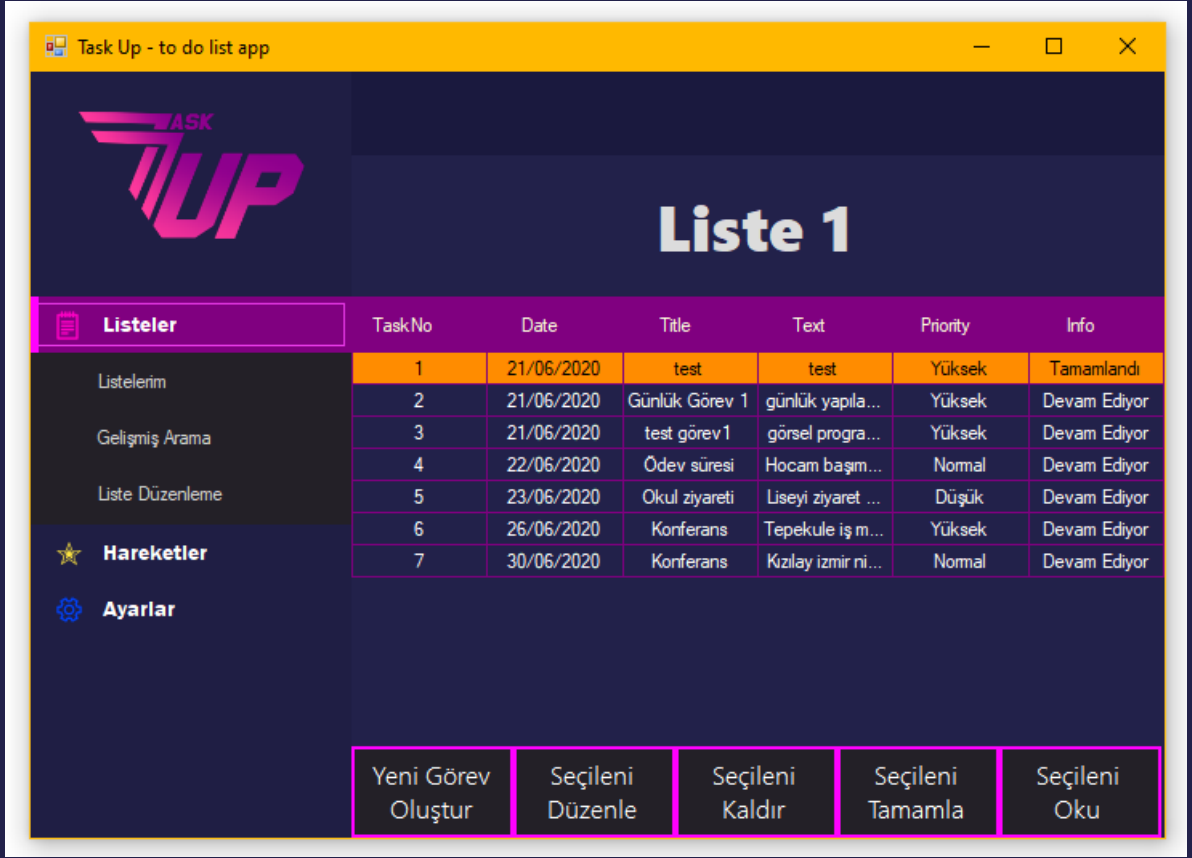 Task Up - to do list app
TASK
UP
Liste 1
Listeler
Listelerim
Gelişmiş Arama
Liste Düzenleme
Hareketler
Ayarlar
TaskNo Date Title Text Priority Info
1 21/06/2020 test test Yüksek Tamamlandı
2 21/06/2020 Günlük Görev 1 günlük yapıla... Yüksek Devam Ediyor
3 21/06/2020 test görev1 görsel progra... Yüksek Devam Ediyor
4 22/06/2020 Ödev süresi Hocam başım... Normal Devam Ediyor
5 23/06/2020 Okul ziyareti Liseyi ziyaret ... Düşük Devam Ediyor
6 26/06/2020 Konferans Tepekule iş m... Yüksek Devam Ediyor
7 30/06/2020 Konferans Kızılay izmir ni... Normal Devam Ediyor
Yeni Görev
Oluştur
Seçileni
Düzenle
Seçileni
Kaldır
Seçileni
Tamamla
Seçileni
Oku